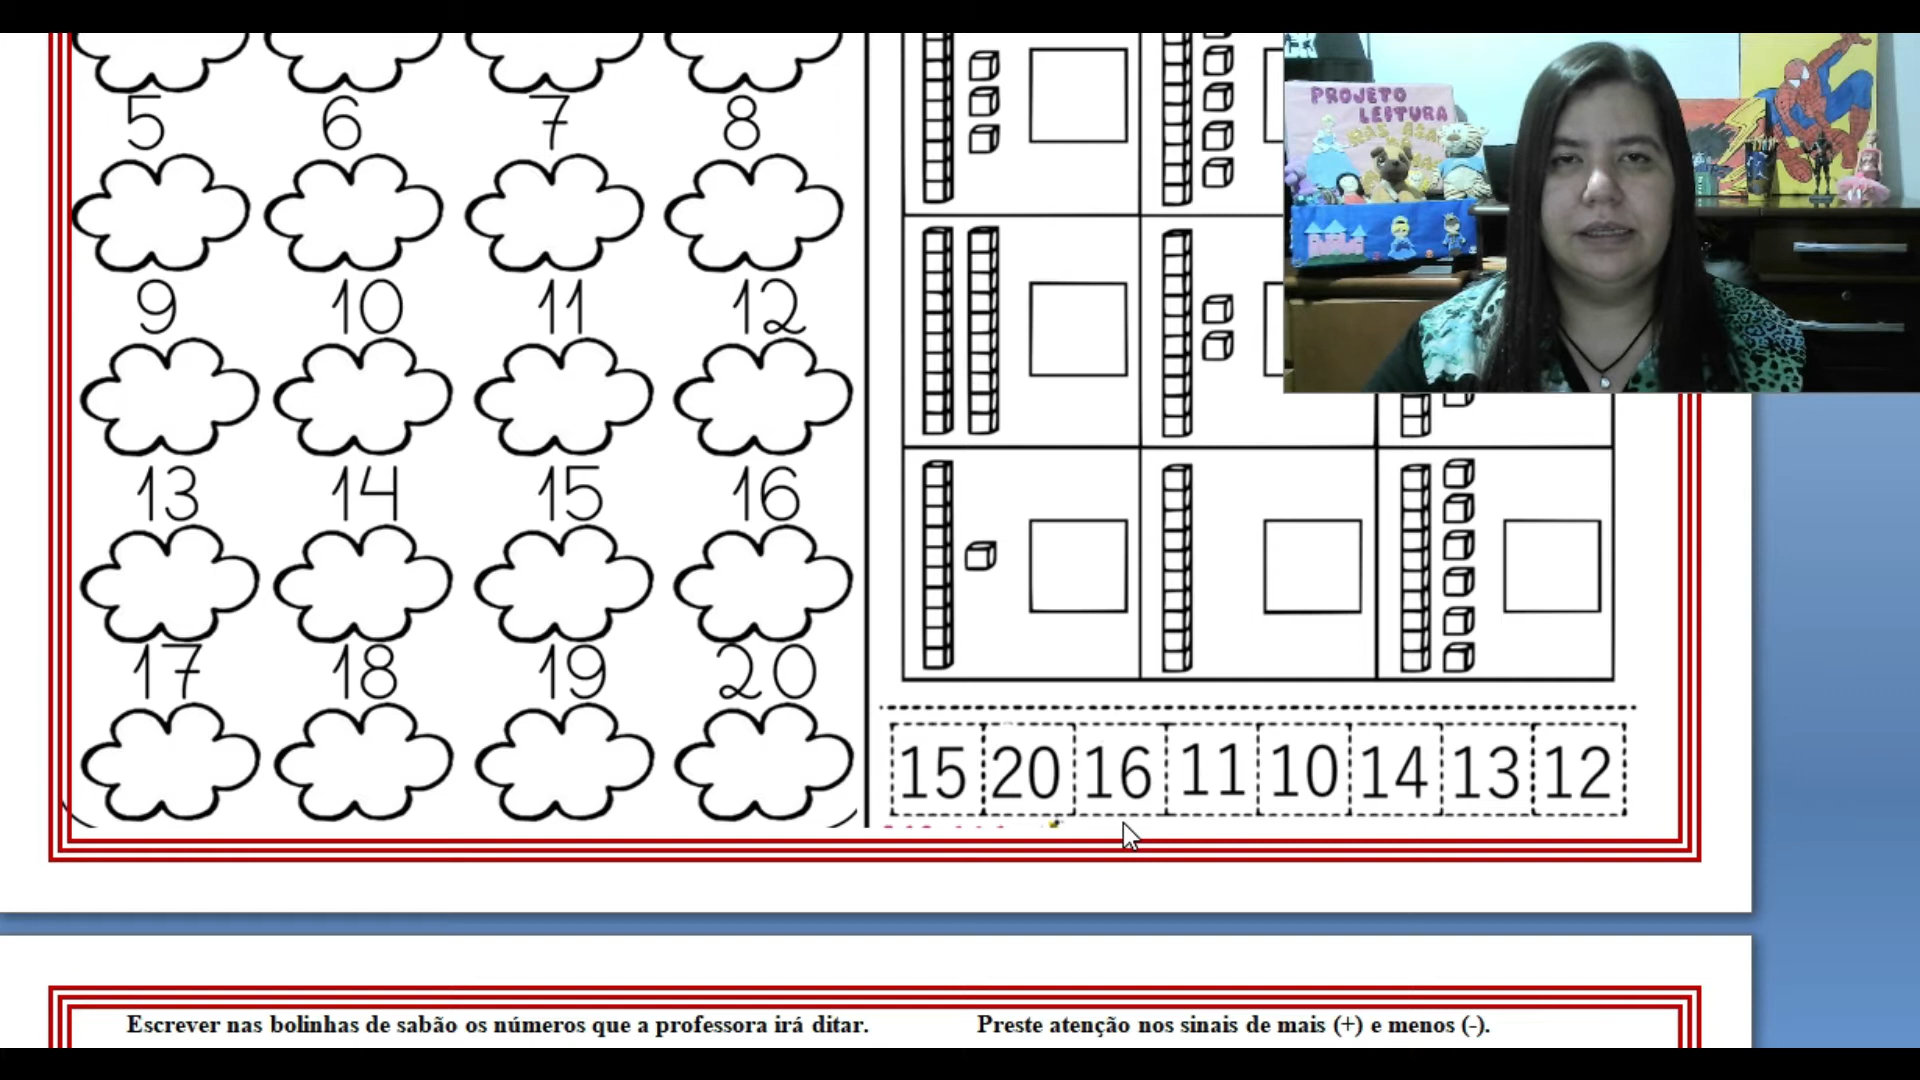 PROJETO
LEITURA
NAS ASAS
5 6 7 8
9 10 11 12
13 14 15 16
17 18 19 20
15 20 16 11 10 14 13 12
Escrever nas bolinhas de sabão os números que a professora irá ditar.
Preste atenção nos sinais de mais (+) e menos (-).